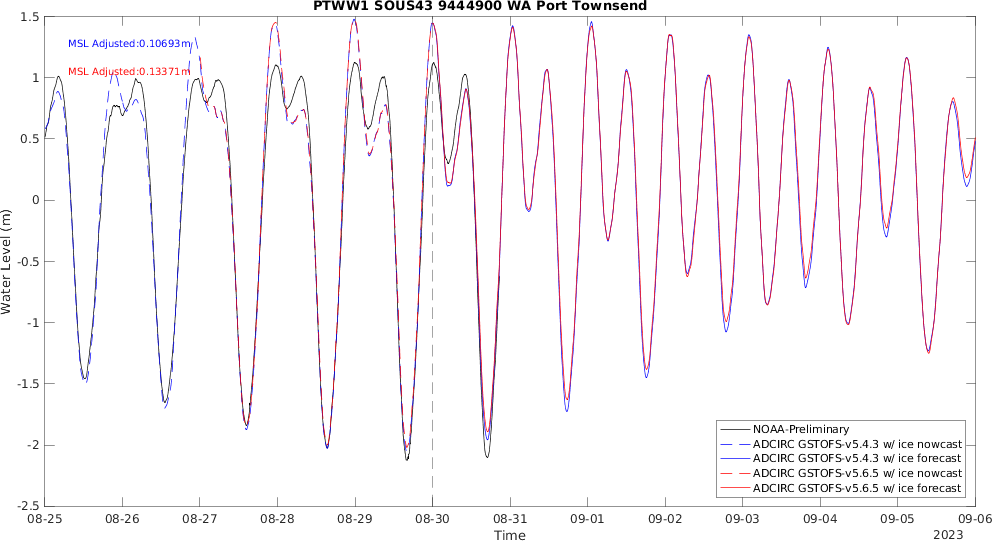 PTWW1 SOUS43 9444900 WA Port Townsend
1.5
1
0.5
0
-0.5
-1
-1.5
-2
-2.5
Water Level (m)
MSL Adjusted:0.10693m
MSL Adjusted:0.13371m
NOAA-Preliminary
ADCIRC GSTOFS-v5.4.3 w/ ice nowcast
ADCIRC GSTOFS-v5.4.3 w/ ice forecast
ADCIRC GSTOFS-v5.6.5 w/ ice nowcast
ADCIRC GSTOFS-v5.6.5 w/ ice forecast
08-25 08-26 08-27 08-28 08-29 08-30 08-31 09-01 09-02 09-03 09-04 09-05 09-06
Time
2023